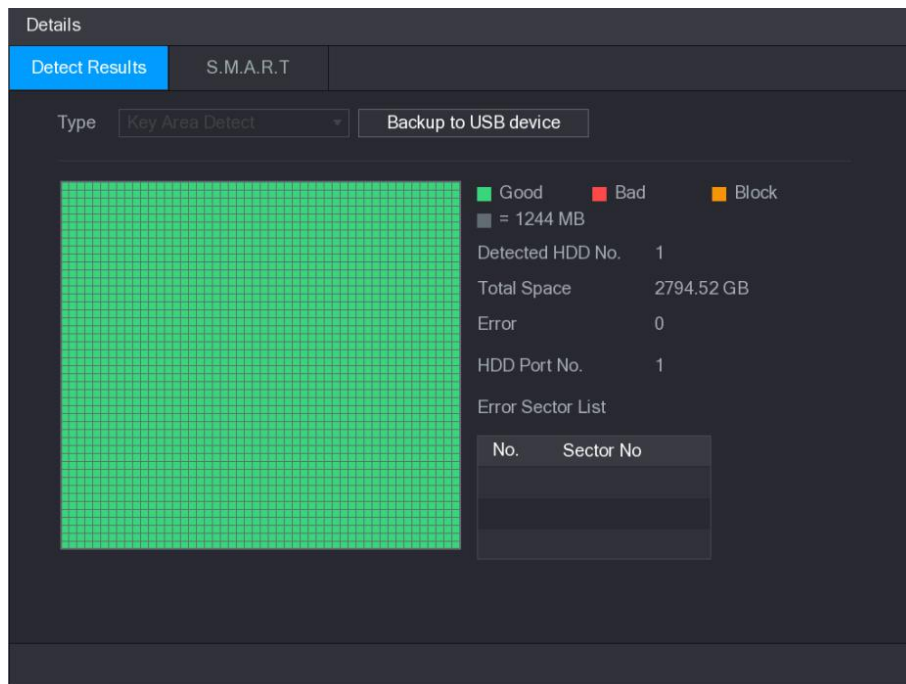 Details
Detect Results S.M.A.R.T
Type Key Area Detect Backup to USB device
Good Bad Block
= 1244 MB
Detected HDD No. 1
Total Space 2794.52 GB
Error 0
HDD Port No. 1
Error Sector List
No. Sector No